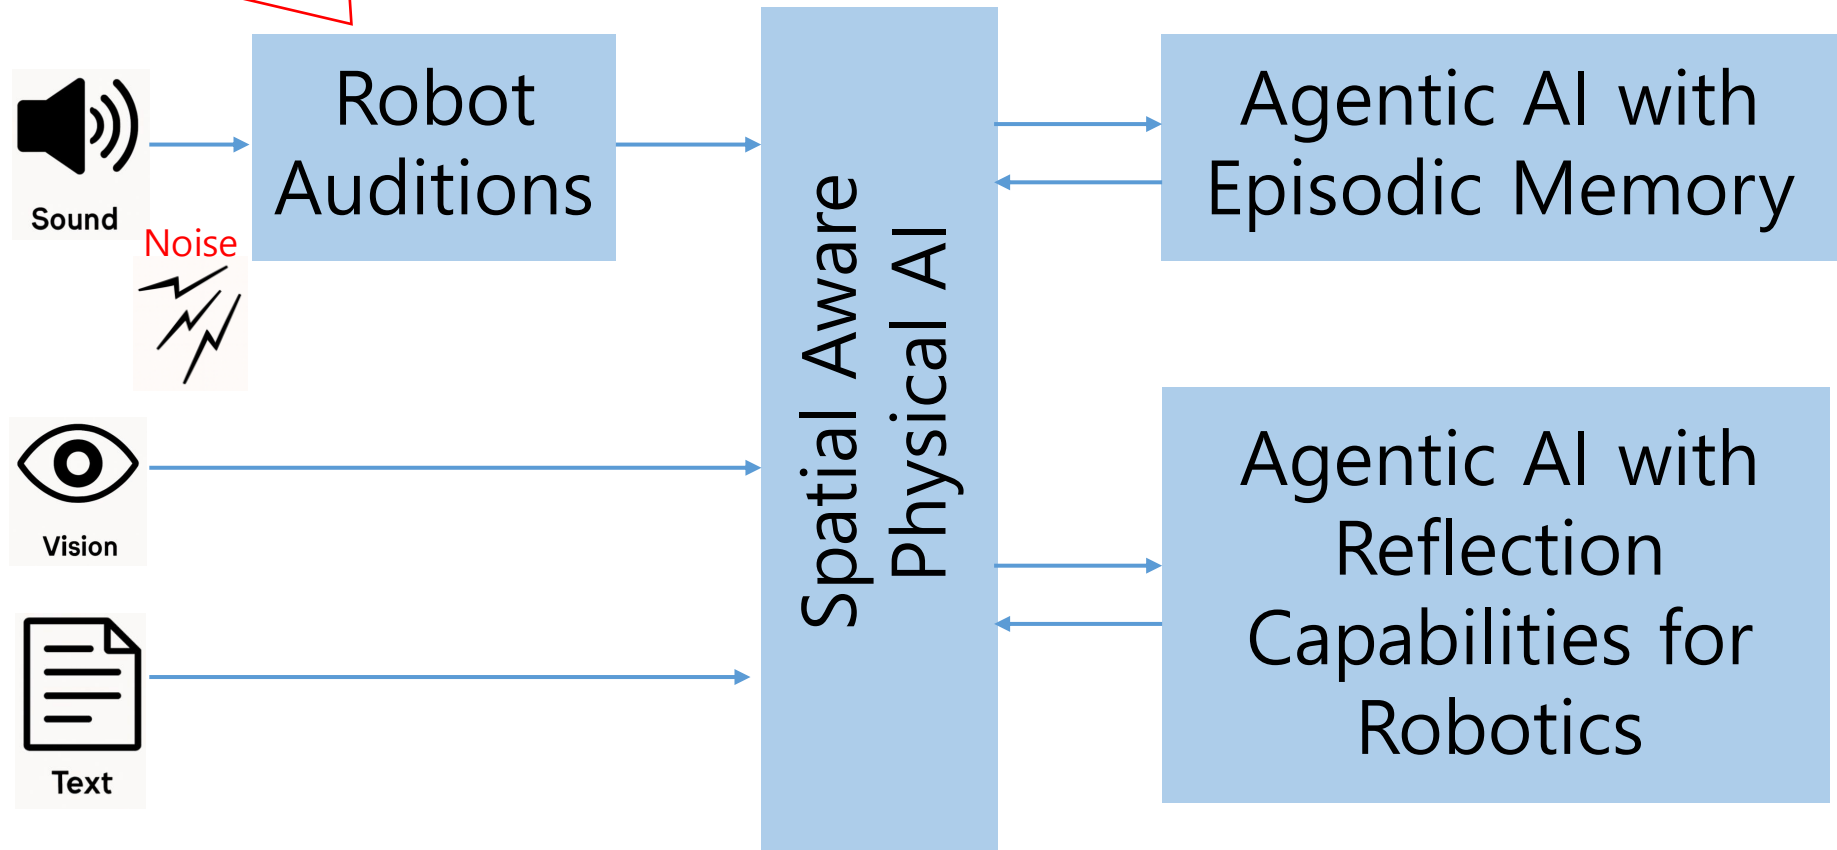 Sound
Noise
Robot
Auditions
Vision
Text
Spatial Aware
Physical AI
Agentic AI with
Episodic Memory
Agentic AI with
Reflection
Capabilities for
Robotics